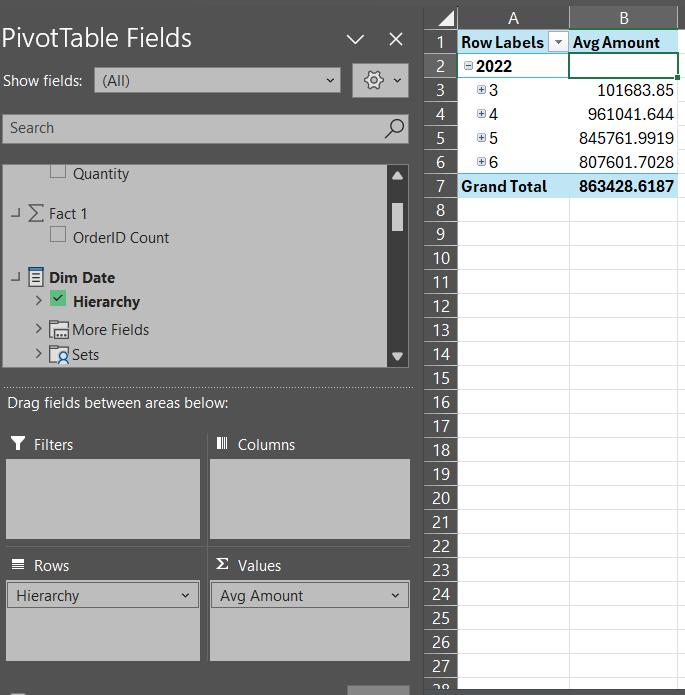 PivotTable Fields
Show fields: (All)
Search
Quantity
Fact 1
OrderID Count
Dim Date
Hierarchy
More Fields
Sets
Drag fields between areas below:
Filters
Columns
Rows
Values
Hierarchy
Avg Amount
A B
1 Row Labels Avg Amount
2 2022
3 3 101683.85
4 4 961041.644
5 5 845761.9919
6 6 807601.7028
7 Grand Total 863428.6187
8
9
10
11
12
13
14
15
16
17
18
19
20
21
22
23
24
25
26
27
28